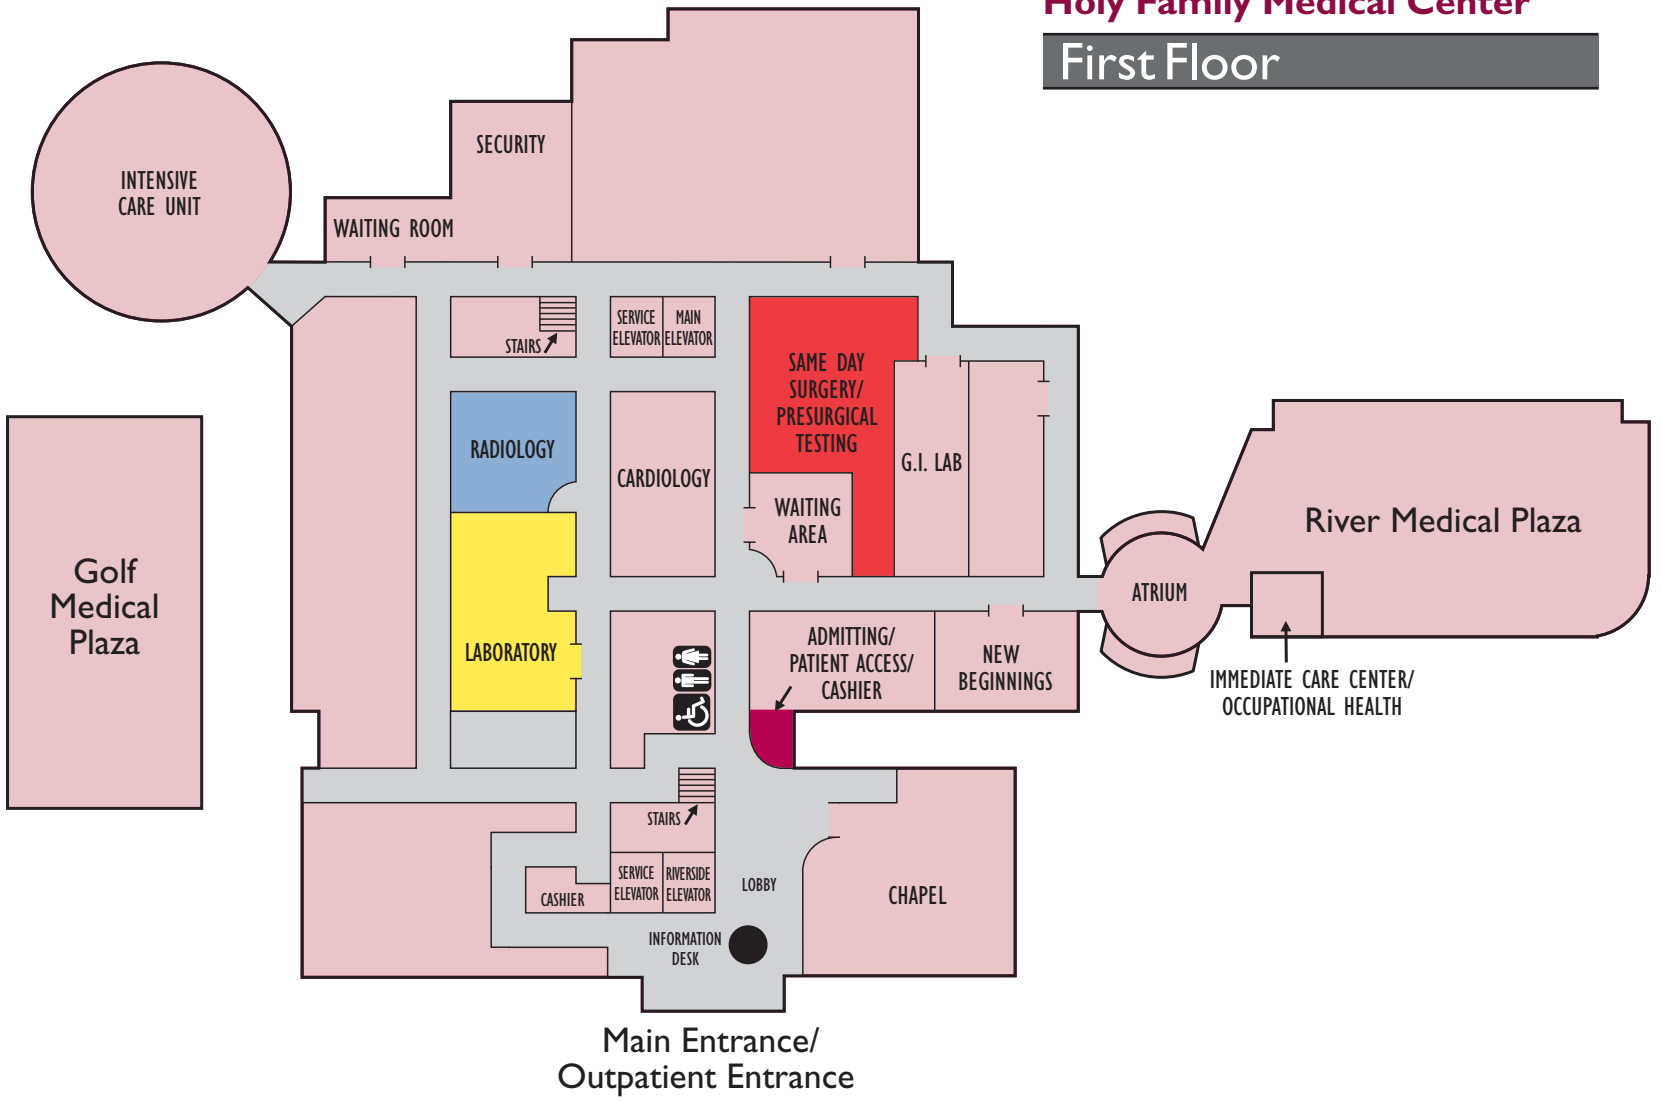 Holy Family Medical Center
First Floor
SECURITY
INTENSIVE
CARE UNIT
WAITING ROOM
SERVICE
ELEVATOR
MAIN
ELEVATOR
STAIRS
SAME DAY
SURGERY/
PRESURGICAL
TESTING
RADIOLOGY
CARDIOLOGY
G.I. LAB
WAITING
AREA
River Medical Plaza
Golf
Medical
Plaza
ATRIUM
LABORATORY
ADMITTING/
PATIENT ACCESS/
CASHIER
NEW
BEGINNINGS
IMMEDIATE CARE CENTER/
OCCUPATIONAL HEALTH
STAIRS
SERVICE
ELEVATOR
RIVERSIDE
ELEVATOR
LOBBY
CASHIER
CHAPEL
INFORMATION
DESK
Main Entrance/
Outpatient Entrance